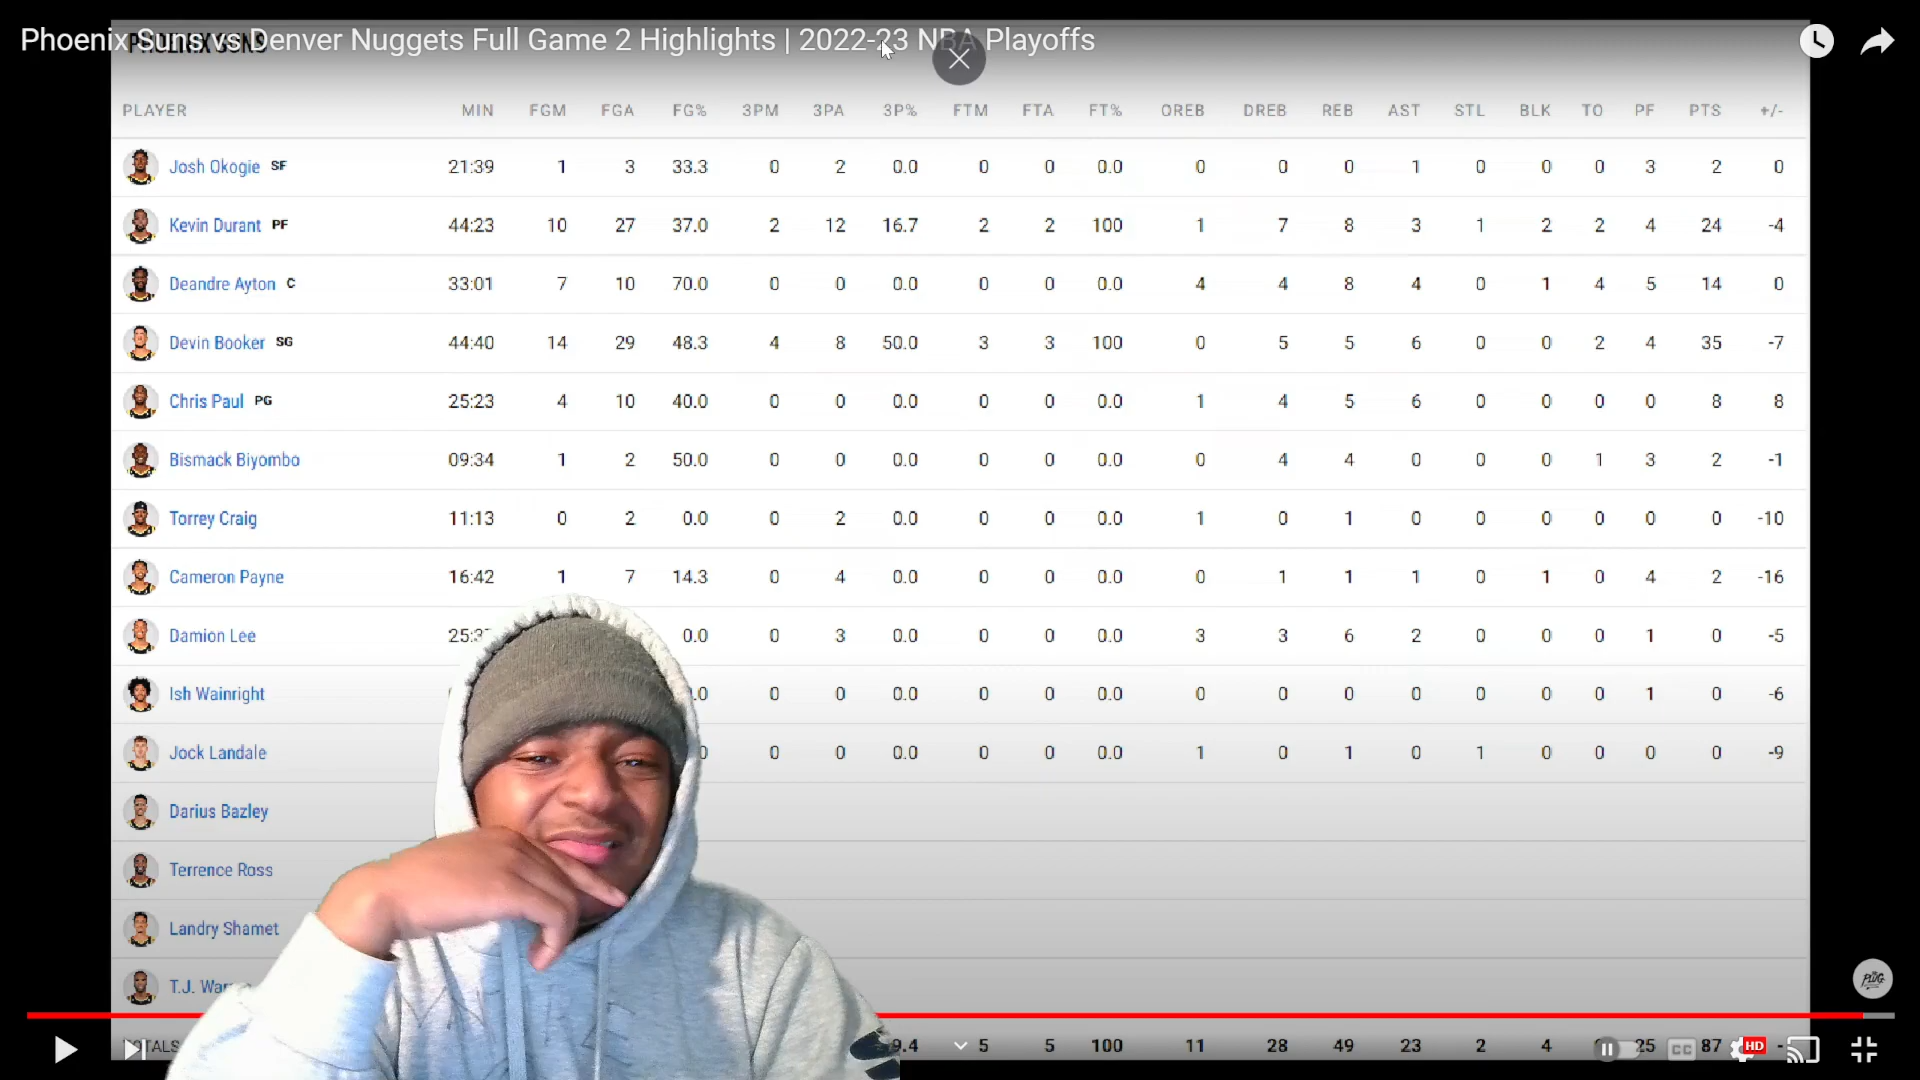 Phoenix Suns vs Denver Nuggets Full Game 2 Highlights | 2022-23 NBA Playoffs
PHOENIX SUNS
PLAYER MIN FGM FGA FG% 3PM 3PA 3P% FTM FTA FT% OREB DREB REB AST STL BLK TO PF PTS +/-
Josh Okogie SF 21:39 1 3 33.3 0 2 0.0 0 0 0.0 0 0 0 1 0 0 0 3 2 0
Kevin Durant PF 44:23 10 27 37.0 2 12 16.7 2 2 100 1 7 8 3 1 2 2 4 24 -4
Deandre Ayton C 33:01 7 10 70.0 0 0 0.0 0 0 0.0 4 4 8 4 0 1 4 5 14 0
Devin Booker SG 44:40 14 29 48.3 4 8 50.0 3 3 100 0 5 5 6 0 0 2 4 35 -7
Chris Paul PG 25:23 4 10 40.0 0 0 0.0 0 0 0.0 1 4 5 6 0 0 0 0 8 8
Bismack Biyombo 09:34 1 2 50.0 0 0 0.0 0 0 0.0 0 4 4 0 0 0 1 3 2 -1
Torrey Craig 11:13 0 2 0.0 0 2 0.0 0 0 0.0 1 0 1 0 0 0 0 0 0 -10
Cameron Payne 16:42 1 7 14.3 0 4 0.0 0 0 0.0 0 1 1 1 0 1 0 4 2 -16
Damion Lee 0.0 0 3 0.0 0 0 0.0 3 3 6 2 0 0 0 1 0 -5
Ish Wainright 0 0 0.0 0 0 0.0 0 0 0 0 0 0 0 1 0 -6
Jock Landale 0 0 0.0 0 0 0.0 1 0 1 0 1 0 0 0 0 -9
Darius Bazley
Terrence Ross
Landry Shamet
T.J.
PLUG
TOTALS 9.4 5 5 100 11 28 49 23 2 4 25 87
CC HD